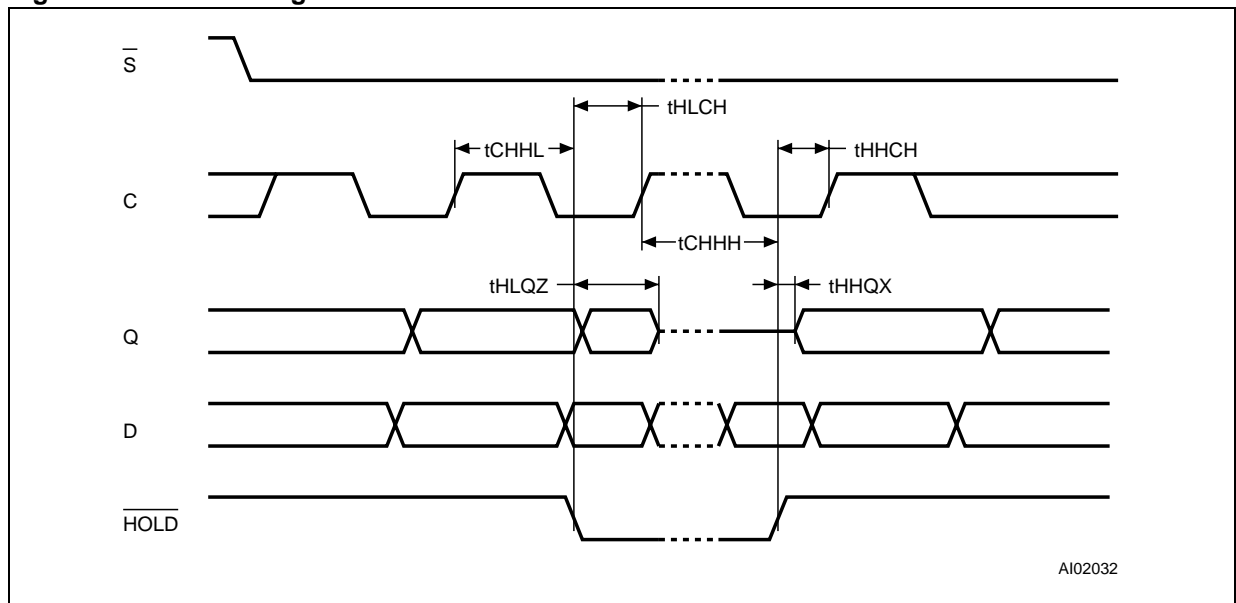 S
tHLCH
tCHHL
tHHCH
C
tCHHH
tHLQZ
tHHQX
Q
D
HOLD
AI02032